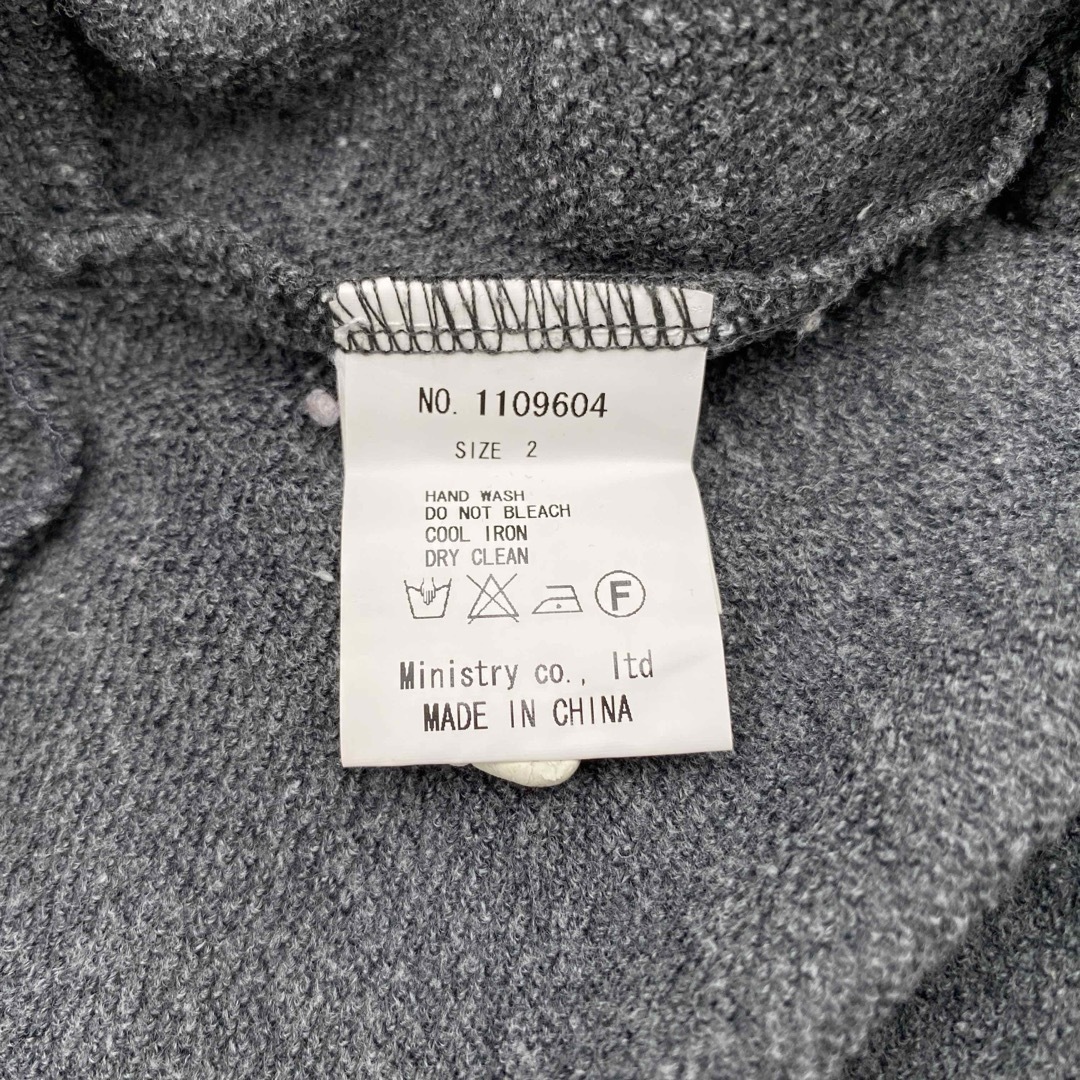 NO. 1109604
SIZE 2
HAND WASH
DO NOT BLEACH
COOL IRON
DRY CLEAN
F
Ministry co., ltd
MADE IN CHINA